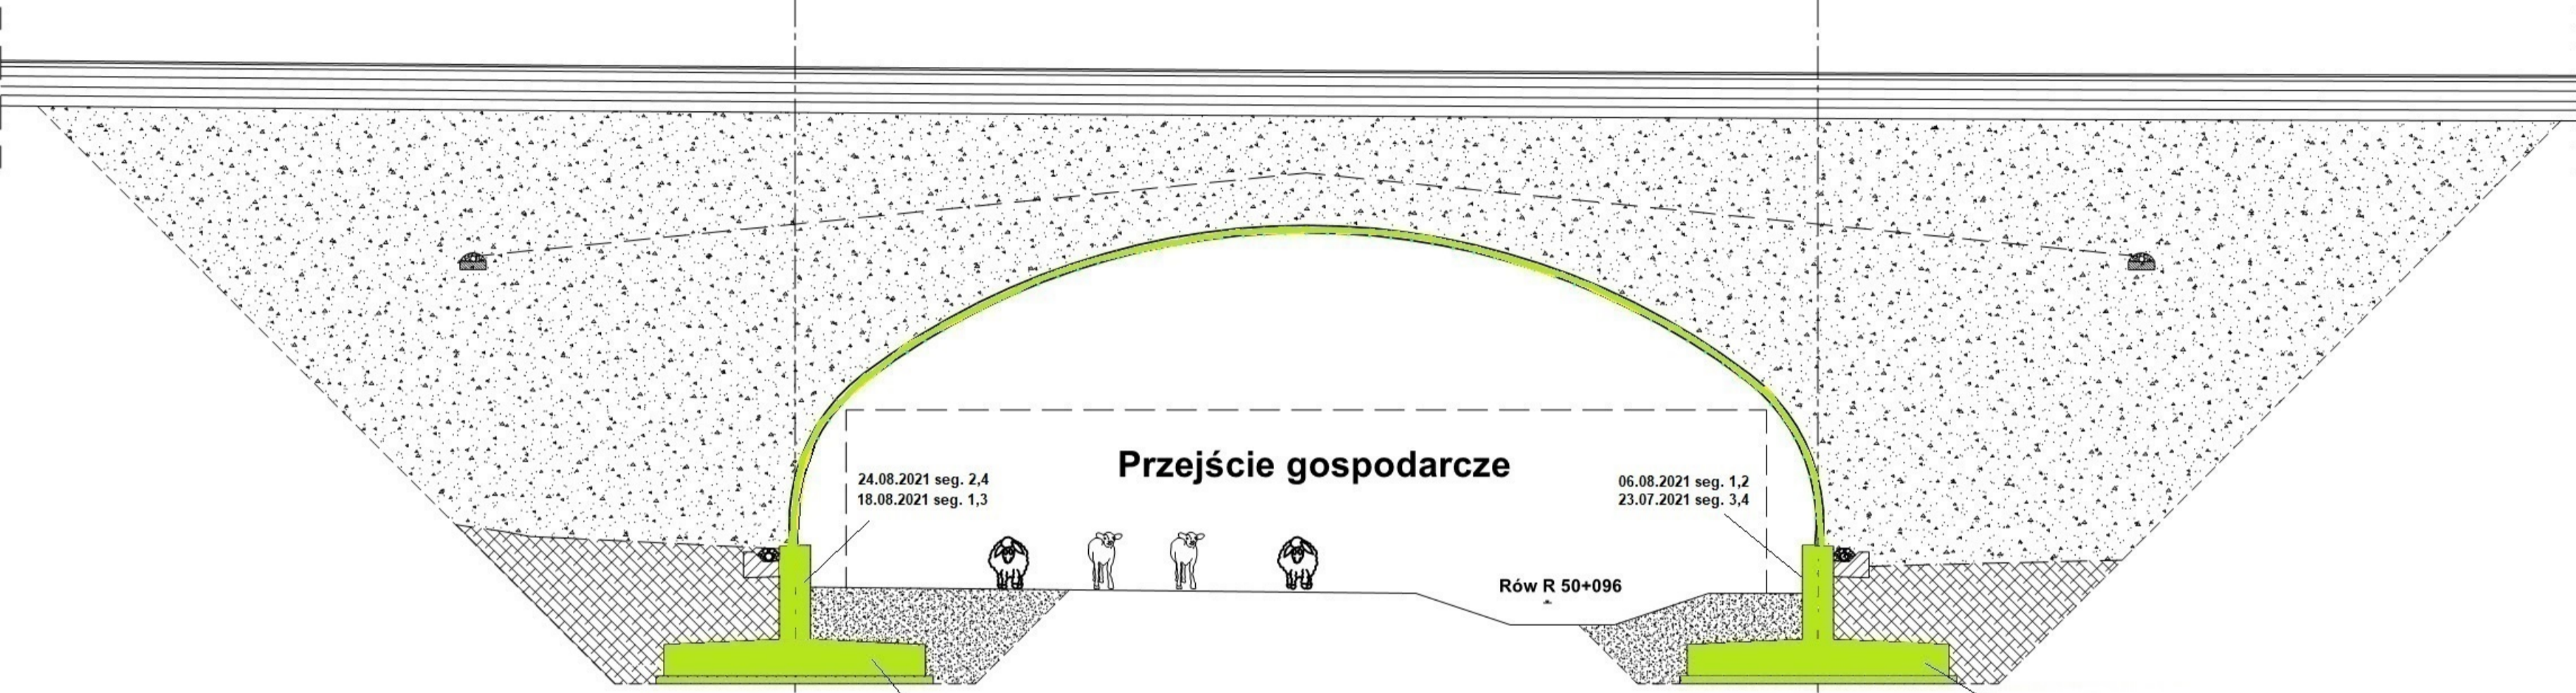 Przejście gospodarcze
24.08.2021 seg. 2,4
18.08.2021 seg. 1,3
06.08.2021 seg. 1,2
23.07.2021 seg. 3,4
Rów R 50+096